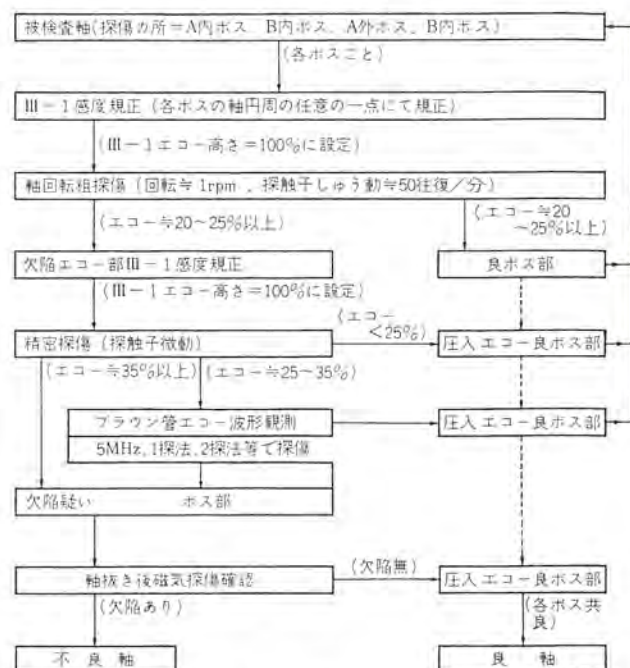 被検査軸(探傷の所=A内ボス B内ボス、A外ボス、B内ボス)
(各ボスごと)
III-1感度規正(各ボスの軸円周の任意の一点にて規正)
(III-1エコー高さ=100%に設定)
軸回転粗探傷(回転≒1rpm , 探触子しゅう動≒50往復/分)
(エコー≒20~25%以上)
(エコー≒20
~25%以上)
欠陥エコー部III-1感度規正
良ボス部
(III-1エコー高さ=100%に設定)
(エコー
<25%)
精密探傷(探触子微動)
圧入エコー良ボス部
(エコー≒35%以上)
(エコー≒25~35%)
ブラウン管エコー波形観測
圧入エコー良ボス部
5MHz,1探法,2探法等で探傷
欠陥疑い ボス部
軸抜き後磁気探傷確認
(欠陥無)
圧入エコー良ボス部
(欠陥あり)
(各ボス共
良)
不良軸
良軸